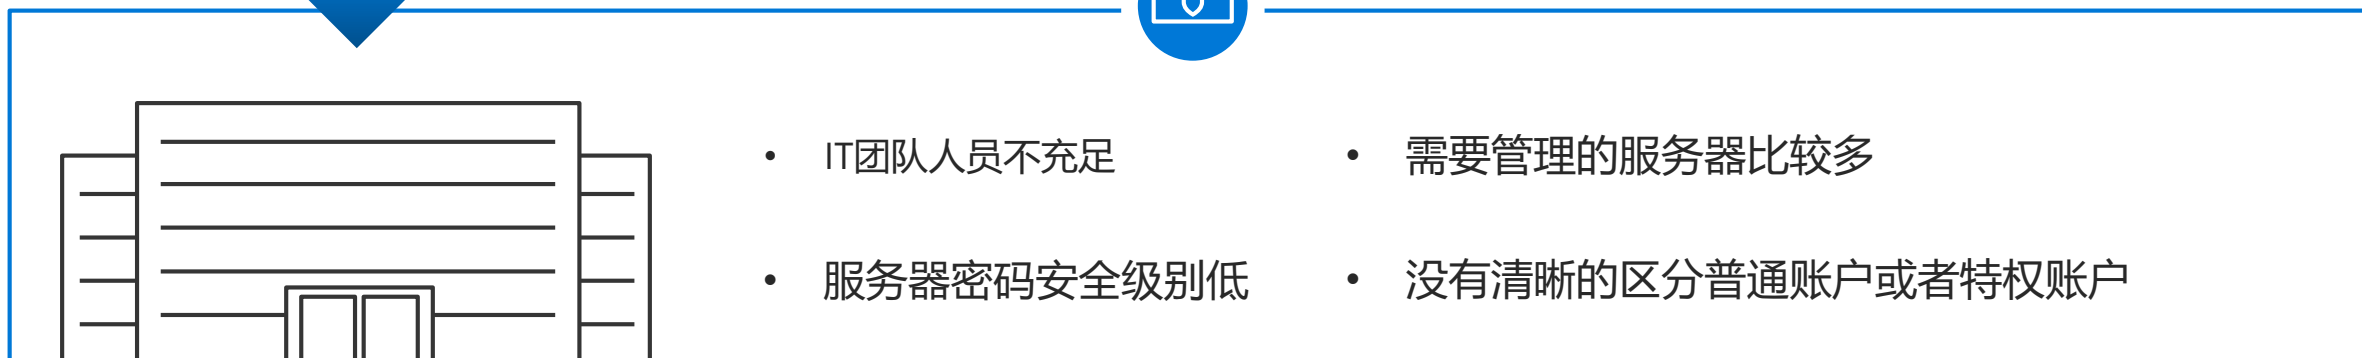 • IT团队人员不充足
• 需要管理的服务器比较多
• 服务器密码安全级别低
• 没有清晰的区分普通账户或者特权账户